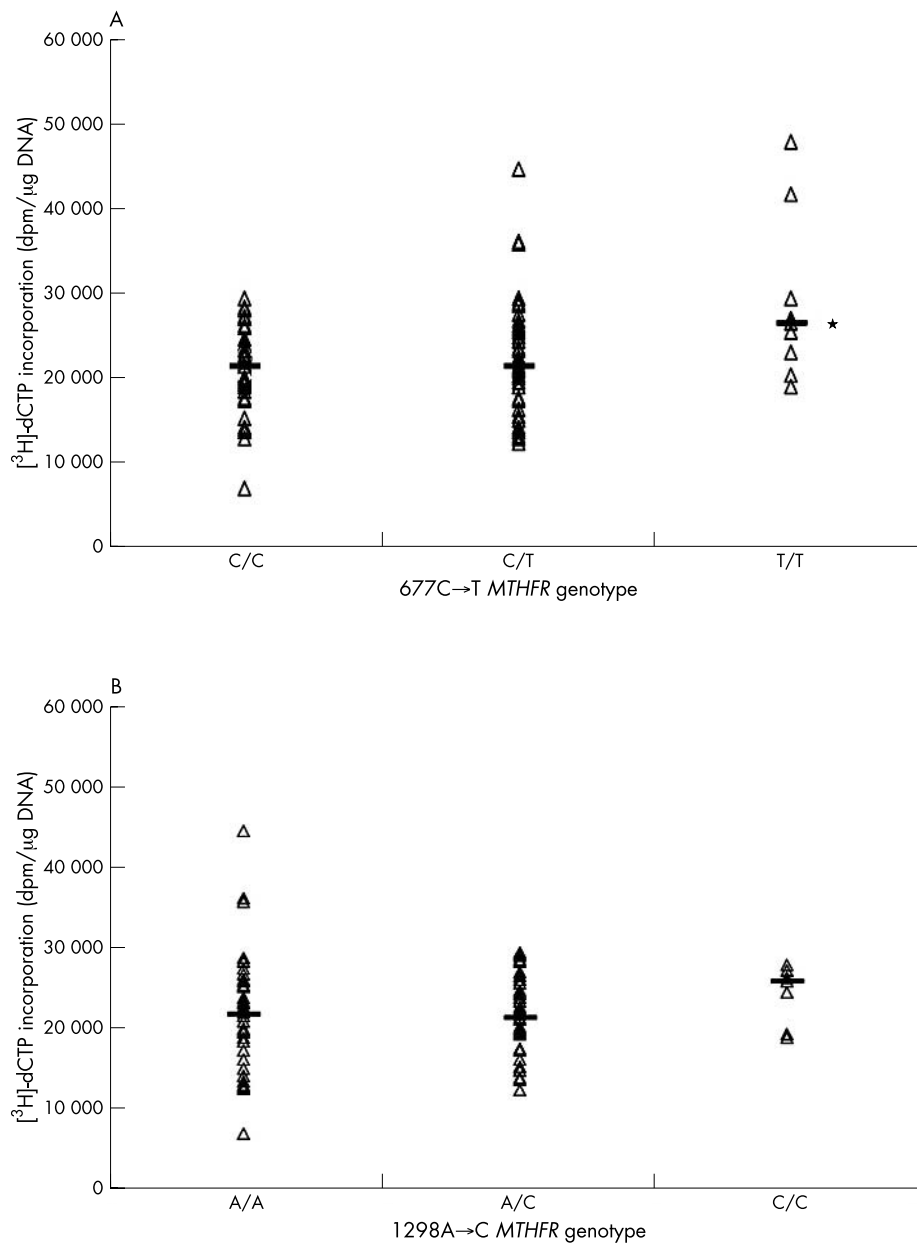 A
60 000
50 000
40 000
30 000
20 000
10 000
0
[³H]-dCTP incorporation (dpm/μg DNA)
C/C C/T T/T
677C→T MTHFR genotype
B
60 000
50 000
40 000
30 000
20 000
10 000
0
[³H]-dCTP incorporation (dpm/μg DNA)
A/A A/C C/C
1298A→C MTHFR genotype